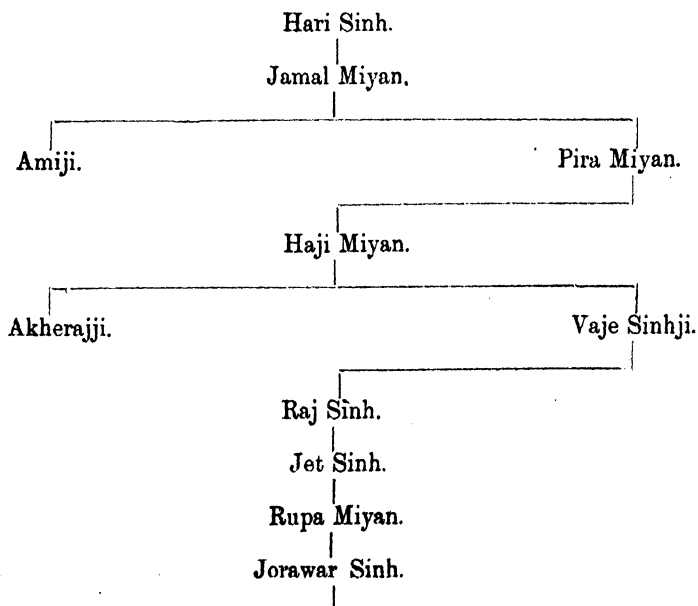 Hari Sinh.
Jamal Miyan.
Amiji. Pira Miyan.
Haji Miyan.
Akherajji. Vaje Sinhji.
Raj Sinh.
Jet Sinh.
Rupa Miyan.
Jorawar Sinh.